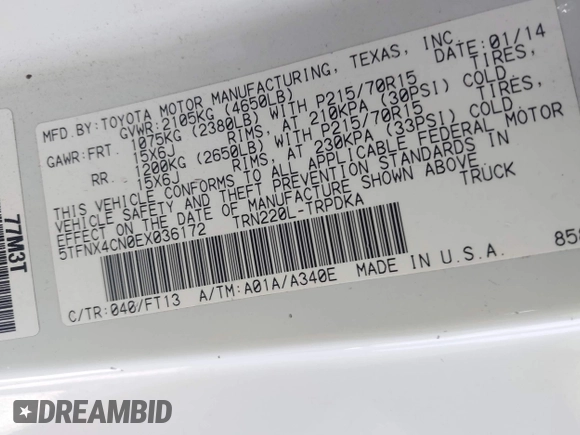 MFD.BY:TOYOTA MOTOR MANUFACTURING, TEXAS, INC.
GVWR:2105KG (4650LB) DATE:01/14
GAWR:FRT 1075KG (2380LB) WITH P215/70R15 TIRES,
15X6J RIMS, AT 210KPA (30PSI) COLD
RR. 1200KG (2650LB) WITH P215/70R15 TIRES,
15X6J RIMS, AT 230KPA (33PSI) COLD.
THIS VEHICLE CONFORMS TO ALL APPLICABLE FEDERAL MOTOR
VEHICLE SAFETY AND THEFT PREVENTION STANDARDS IN
EFFECT ON THE DATE OF MANUFACTURE SHOWN ABOVE.
5TFNX4CN0EX036172 TRN220L-TRPDKA TRUCK
C/TR:040/FT13 A/TM:A01A/A340E MADE IN U.S.A. 858
77M3T
DREAMBID